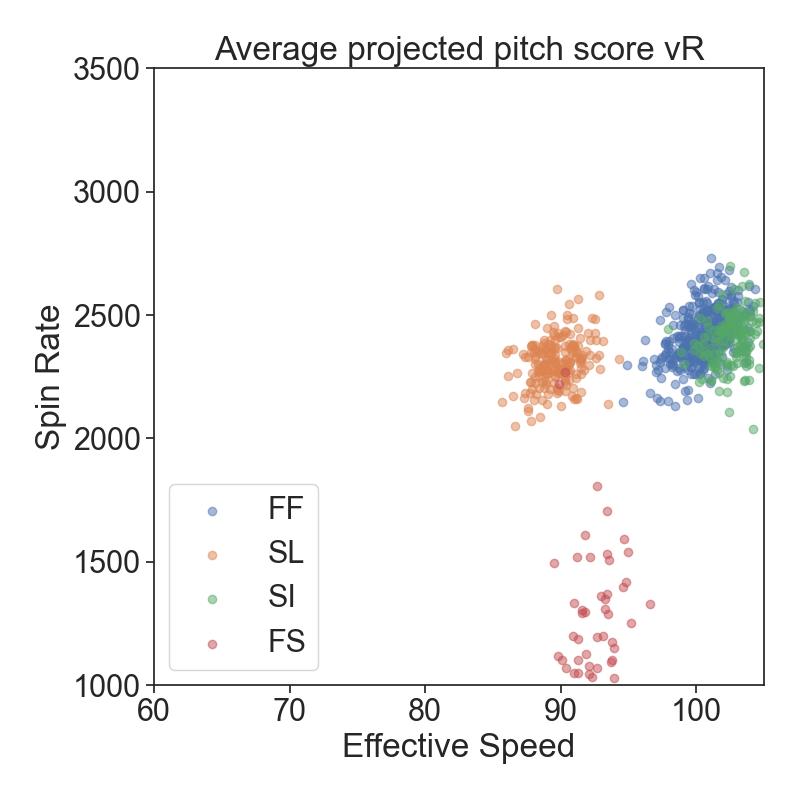 Average projected pitch score vR
3500
3000
2500
2000
1500
1000
Spin Rate
FF
SL
SI
FS
60 70 80 90 100
Effective Speed